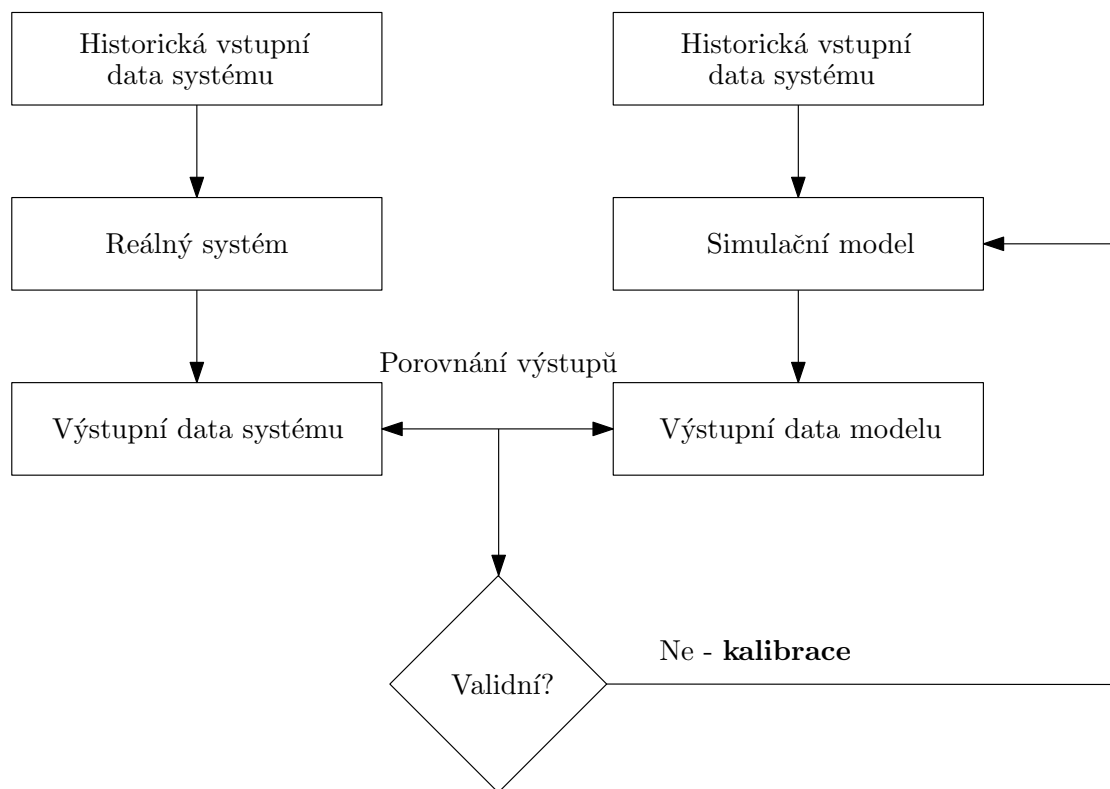 Historická vstupní
data systému
Historická vstupní
data systému
Reálný systém
Simulační model
Porovnání výstupŭ
Výstupní data systému
Výstupní data modelu
Ne - kalibrace
Validní?